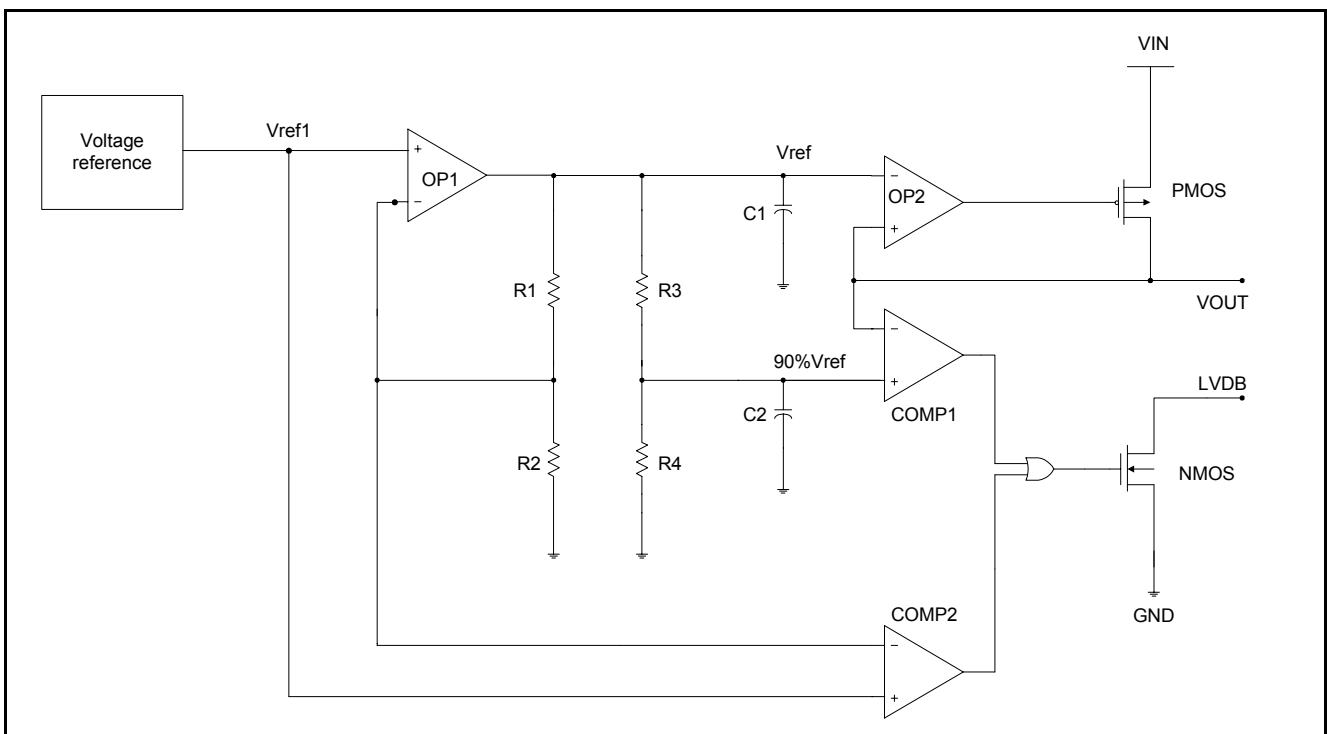 VIN
Voltage
reference
Vref1
+
OP1
−
Vref
−
OP2
+
PMOS
C1
R1
R3
VOUT
−
90%Vref
+
COMP1
C2
LVDB
R2
R4
NMOS
COMP2
GND
−
+